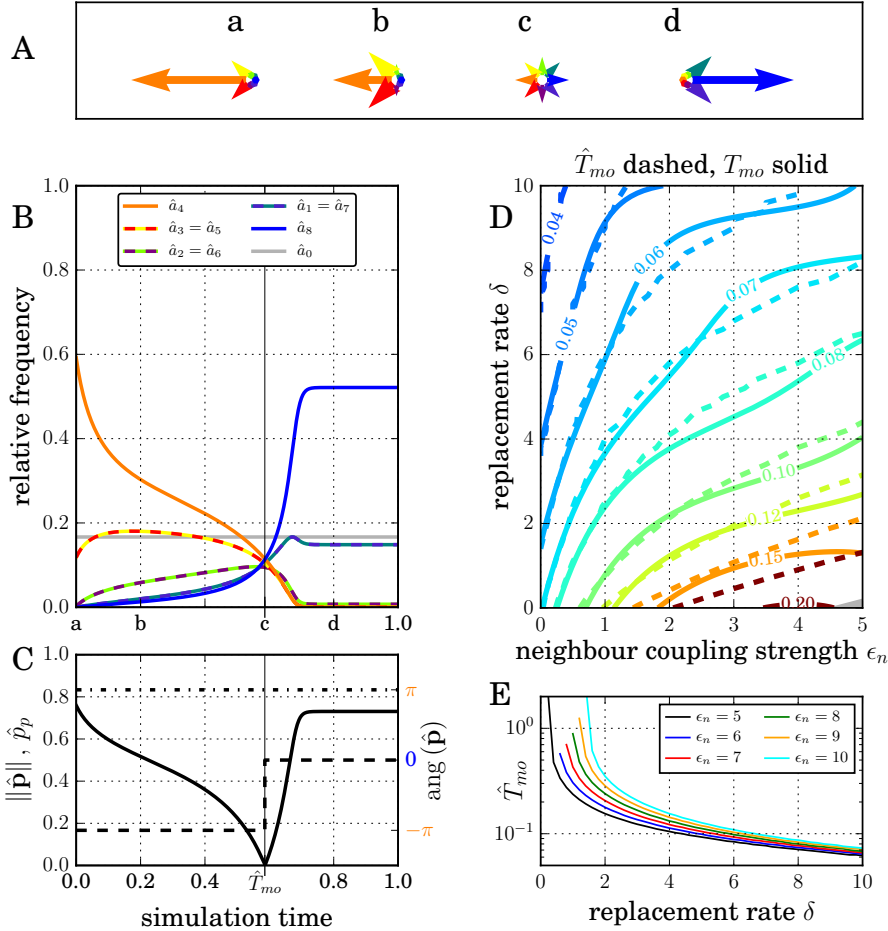 a b c d
A
B
1.0
0.8
0.6
0.4
0.2
0.0
relative frequency
â₄
â₃ = â₅
â₂ = â₆
â₁ = â₇
â₈
â₀
a b c d 1.0
C
1.0
0.8
0.6
0.4
0.2
0.0
‖p̂‖ , p̂ₚ
π
0
−π
ang (p̂)
0.0 0.2 0.4 0.6 0.8 1.0
T̂ₘₒ
simulation time
T̂ₘₒ dashed, Tₘₒ solid
D
10
8
6
4
2
0
replacement rate δ
0.04
0.05
0.06
0.07
0.08
0.10
0.12
0.15
0.20
0 1 2 3 4 5
neighbour coupling strength ϵₙ
E
10⁰
10⁻¹
T̂ₘₒ
ϵₙ = 5
ϵₙ = 6
ϵₙ = 7
ϵₙ = 8
ϵₙ = 9
ϵₙ = 10
0 2 4 6 8 10
replacement rate δ